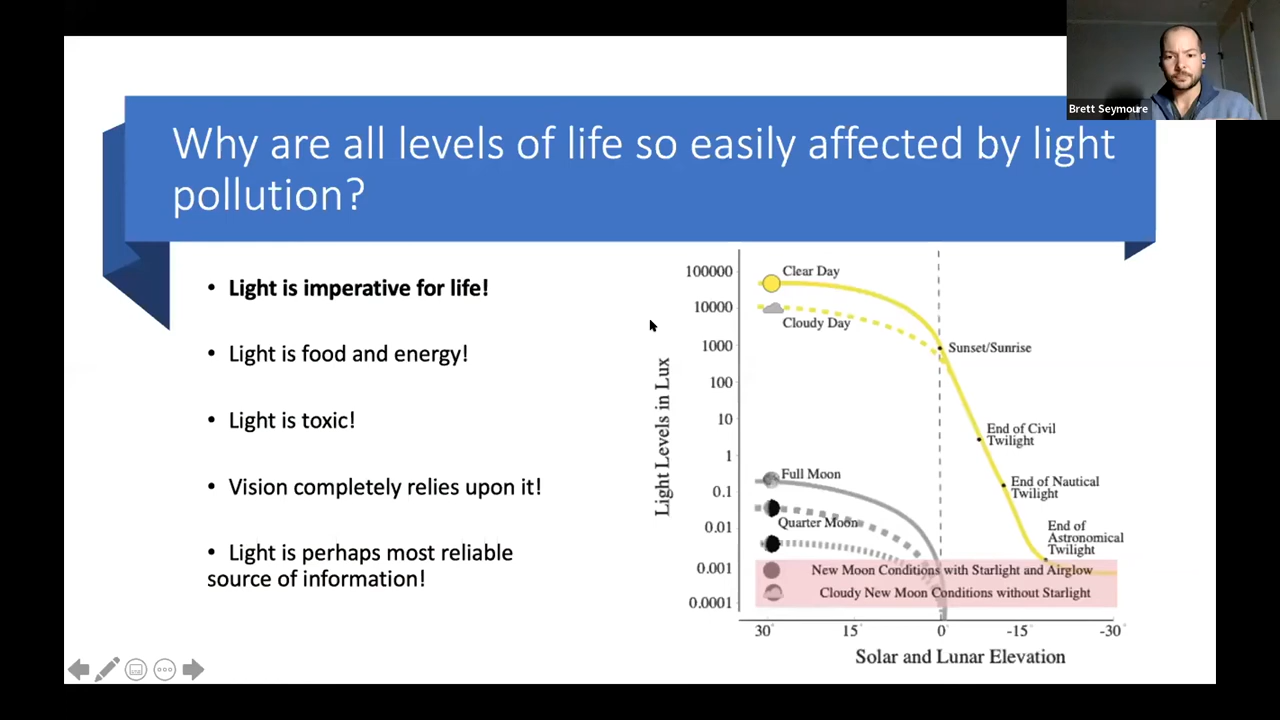 Brett Seymoure
Why are all levels of life so easily affected by light
pollution?
• Light is imperative for life!
• Light is food and energy!
• Light is toxic!
• Vision completely relies upon it!
• Light is perhaps most reliable
source of information!
Light Levels in Lux
100000
10000
1000
100
10
1
0.1
0.01
0.001
0.0001
Clear Day
Cloudy Day
Sunset/Sunrise
End of Civil
Twilight
Full Moon
End of Nautical
Twilight
Quarter Moon
End of
Astronomical
Twilight
New Moon Conditions with Starlight and Airglow
Cloudy New Moon Conditions without Starlight
30° 15° 0° -15° -30°
Solar and Lunar Elevation